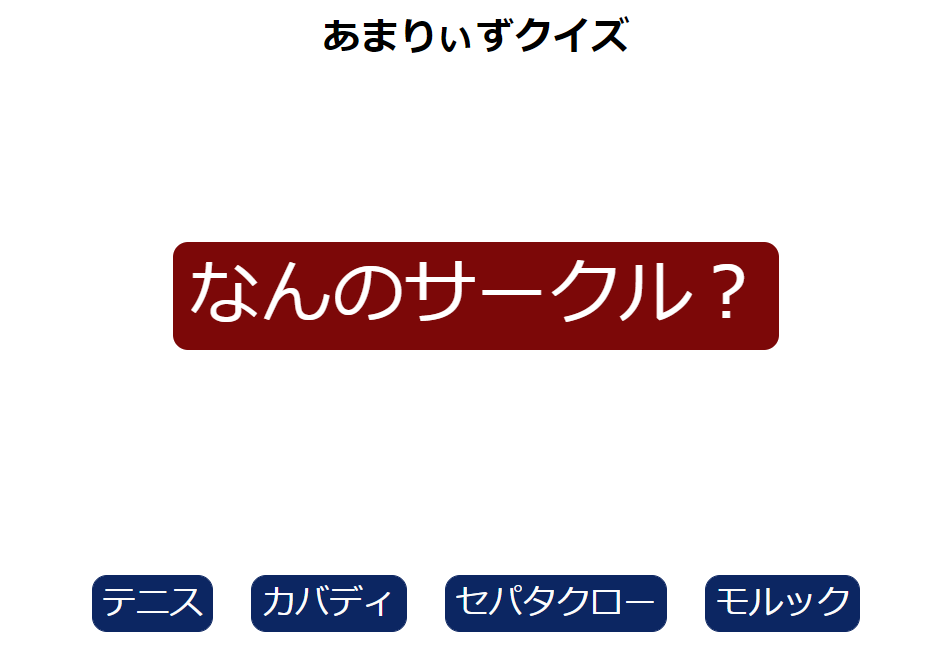 あまりぃずクイズ
なんのサークル？
テニス
カバディ
セパタクロー
モルック